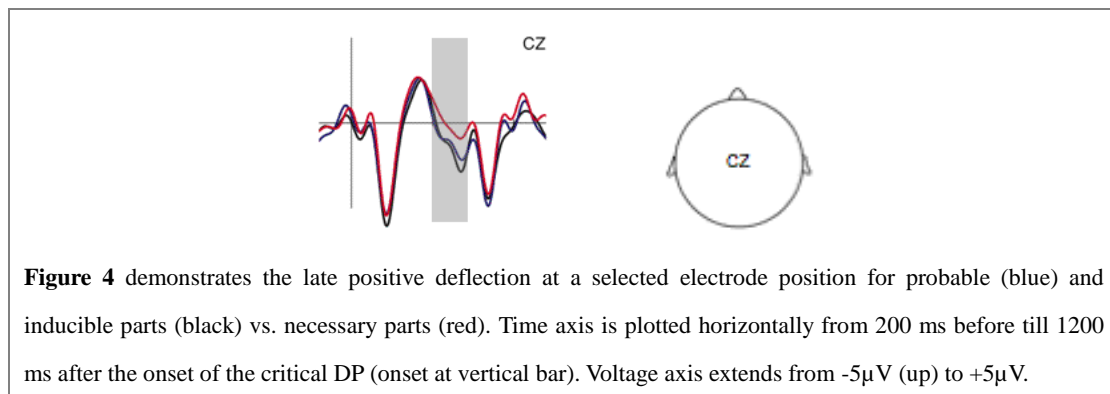 CZ
CZ
Figure 4 demonstrates the late positive deflection at a selected electrode position for probable (blue) and
inducible parts (black) vs. necessary parts (red). Time axis is plotted horizontally from 200 ms before till 1200
ms after the onset of the critical DP (onset at vertical bar). Voltage axis extends from -5µV (up) to +5µV.